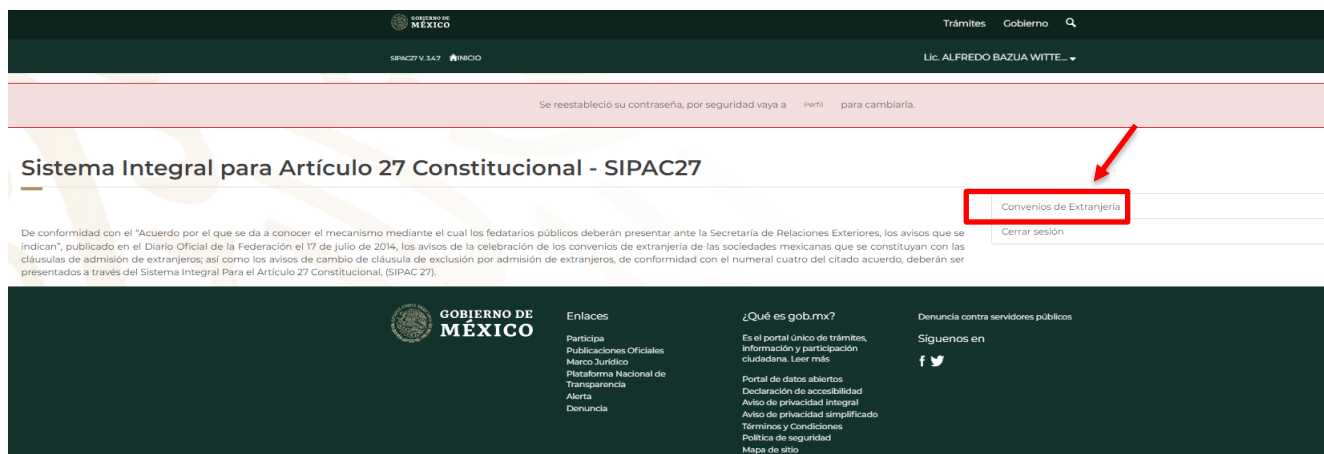 GOBIERNO DE
MÉXICO
Trámites Gobierno
SIPAC27 V. 3.4.7 INICIO
Lic. ALFREDO BAZUA WITTE...
Se reestableció su contraseña, por seguridad vaya a Perfil para cambiarla.
Sistema Integral para Artículo 27 Constitucional - SIPAC27
Convenios de Extranjería
Cerrar sesión
De conformidad con el "Acuerdo por el que se da a conocer el mecanismo mediante el cual los fedatarios públicos deberán presentar ante la Secretaría de Relaciones Exteriores, los avisos que se
indican", publicado en el Diario Oficial de la Federación el 17 de julio de 2014, los avisos de la celebración de los convenios de extranjería de las sociedades mexicanas que se constituyan con las
cláusulas de admisión de extranjeros; así como los avisos de cambio de cláusula de exclusión por admisión de extranjeros, de conformidad con el numeral cuatro del citado acuerdo, deberán ser
presentados a través del Sistema Integral Para el Artículo 27 Constitucional, (SIPAC 27).
GOBIERNO DE
MÉXICO
Enlaces
Participa
Publicaciones Oficiales
Marco Jurídico
Plataforma Nacional de
Transparencia
Alerta
Denuncia
¿Qué es gob.mx?
Es el portal único de trámites,
información y participación
ciudadana. Leer más
Portal de datos abiertos
Declaración de accesibilidad
Aviso de privacidad integral
Aviso de privacidad simplificado
Términos y Condiciones
Política de seguridad
Mapa de sitio
Denuncia contra servidores públicos
Síguenos en